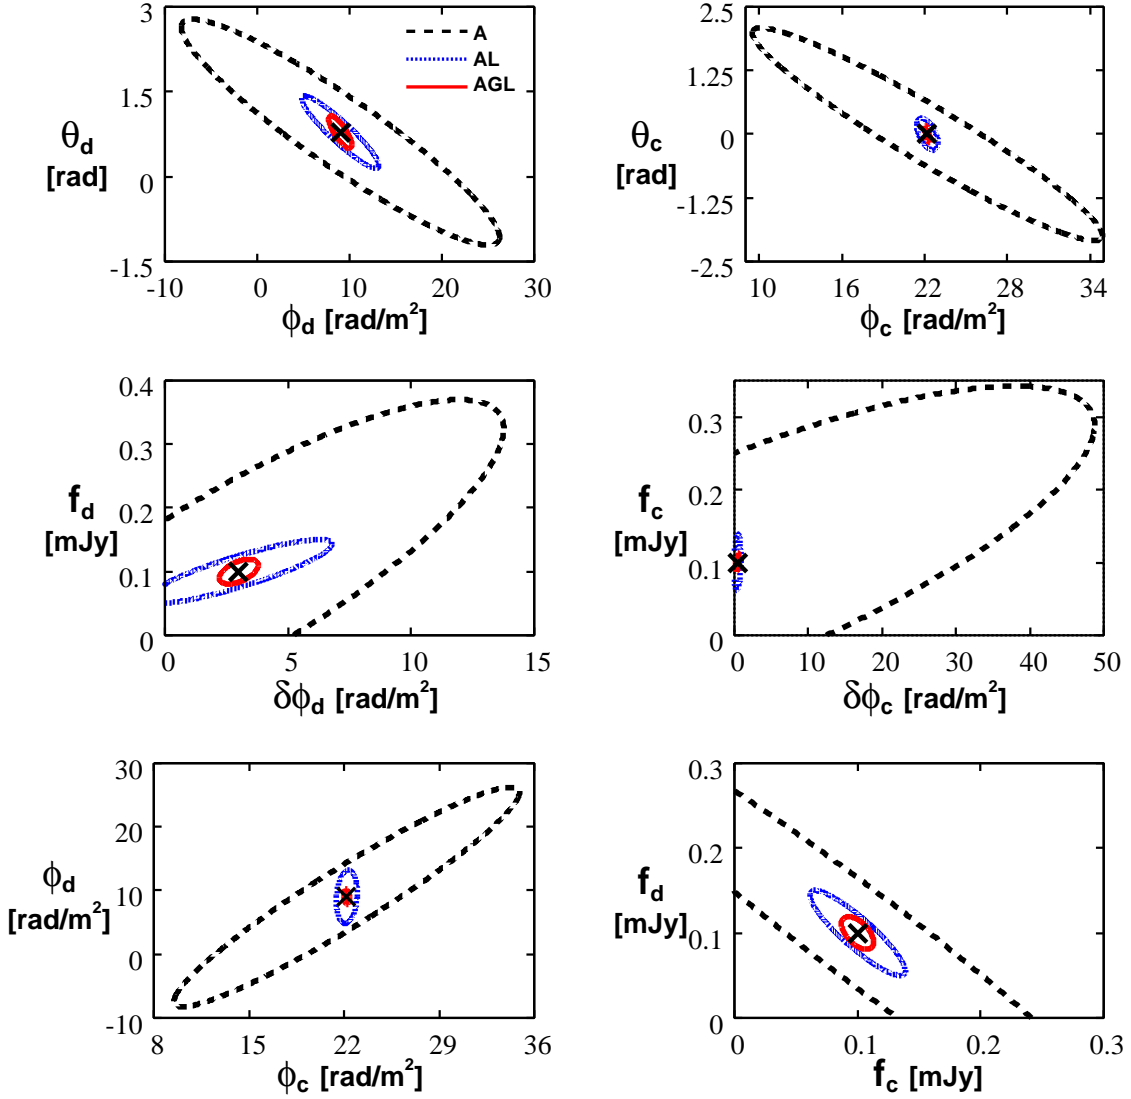 3
1.5
0
-1.5
θd
[rad]
-10
0
10
20
30
ϕd [rad/m²]
A
AL
AGL
2.5
1.25
0
-1.25
-2.5
θc
[rad]
10
16
22
28
34
ϕc [rad/m²]
0.4
0.3
0.2
0.1
0
fd
[mJy]
0
5
10
15
δϕd [rad/m²]
0.3
0.1
0
fc
[mJy]
0
10
20
30
40
50
δϕc [rad/m²]
30
20
10
0
-10
ϕd
[rad/m²]
8
15
22
29
36
ϕc [rad/m²]
0.3
0.2
0.1
0
fd
[mJy]
0
0.1
0.2
0.3
fc [mJy]